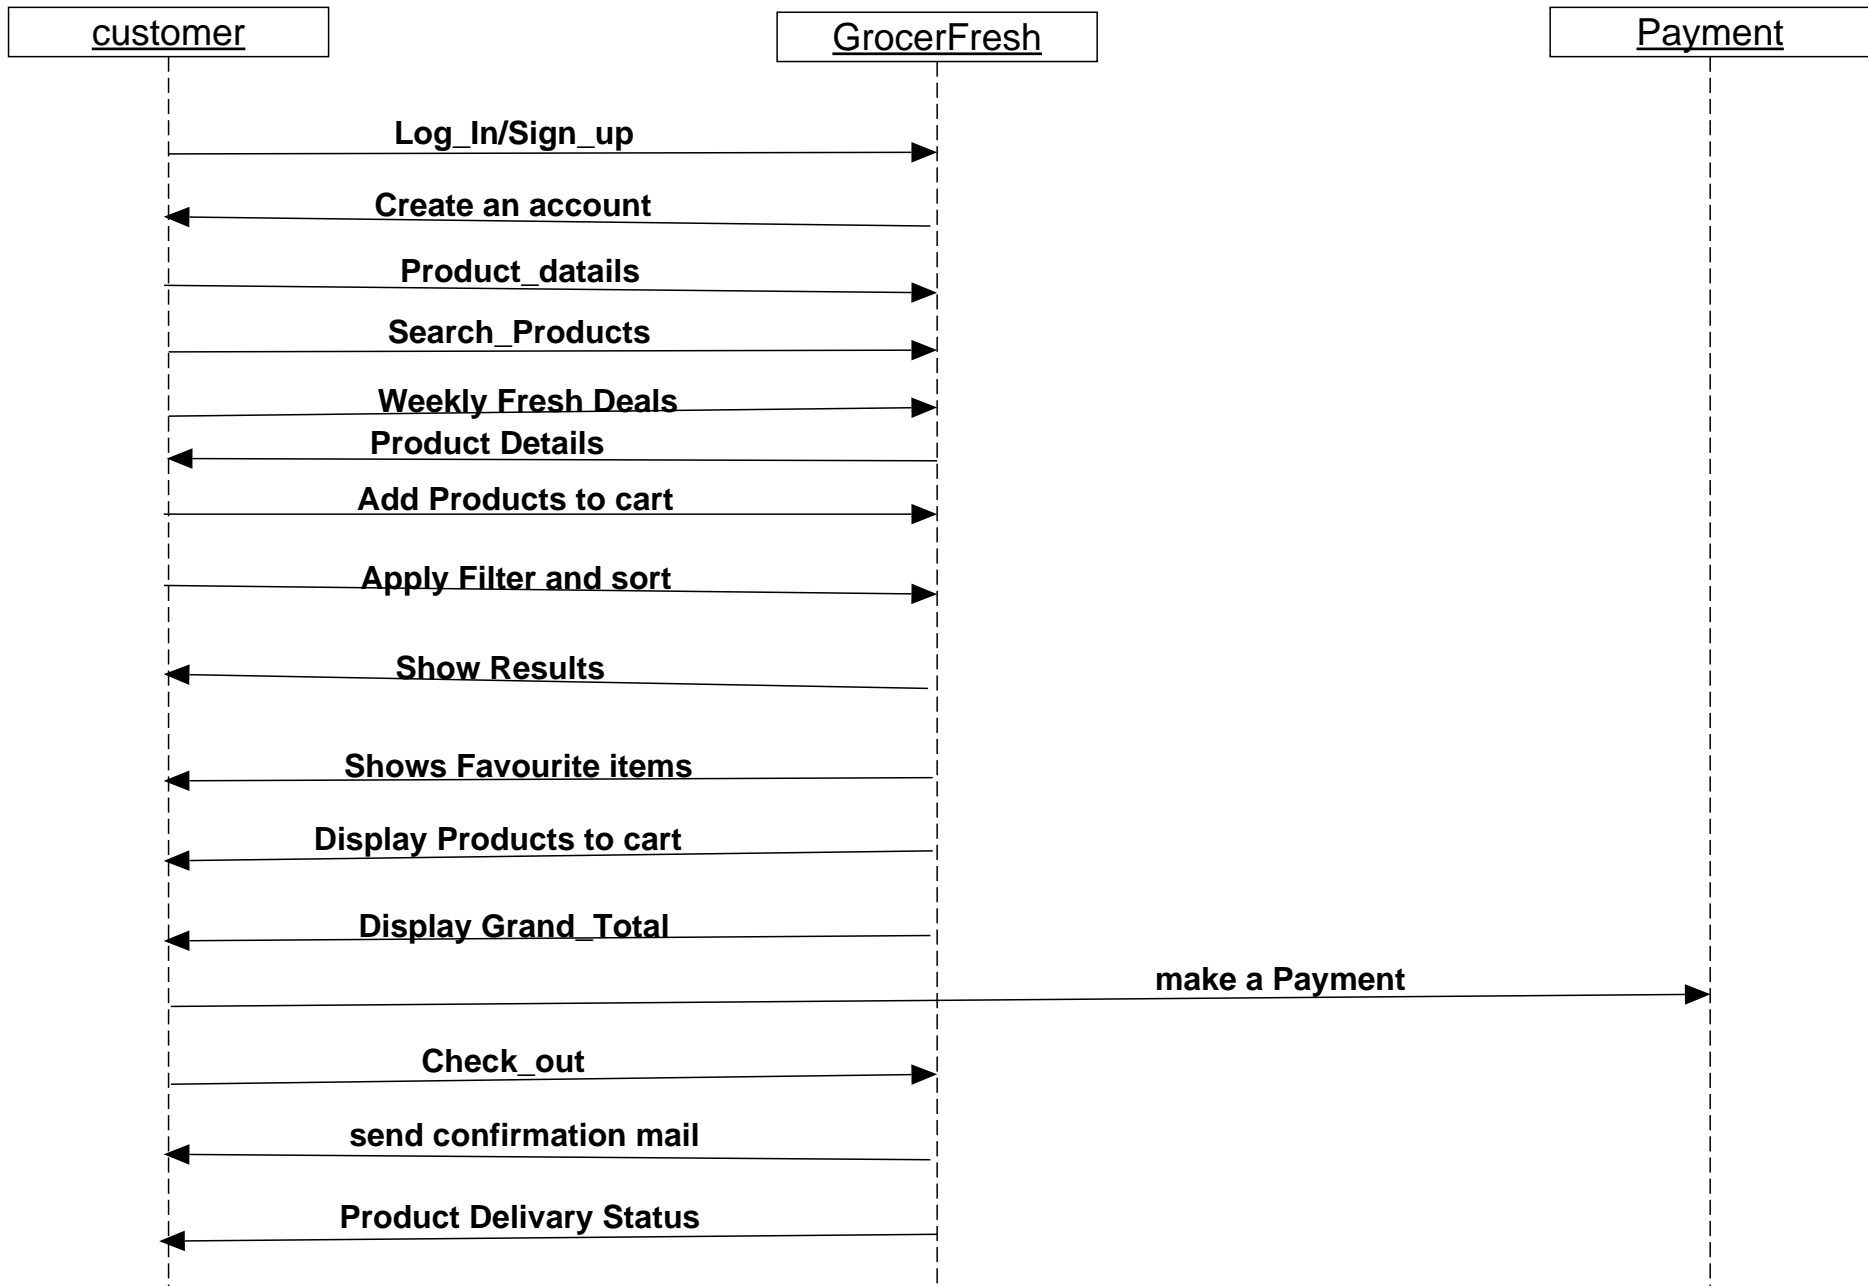 customer
GrocerFresh
Payment
Log_In/Sign_up
Create an account
Product_datails
Search_Products
Weekly Fresh Deals
Product Details
Add Products to cart
Apply Filter and sort
Show Results
Shows Favourite items
Display Products to cart
Display Grand_Total
make a Payment
Check_out
send confirmation mail
Product Delivary Status